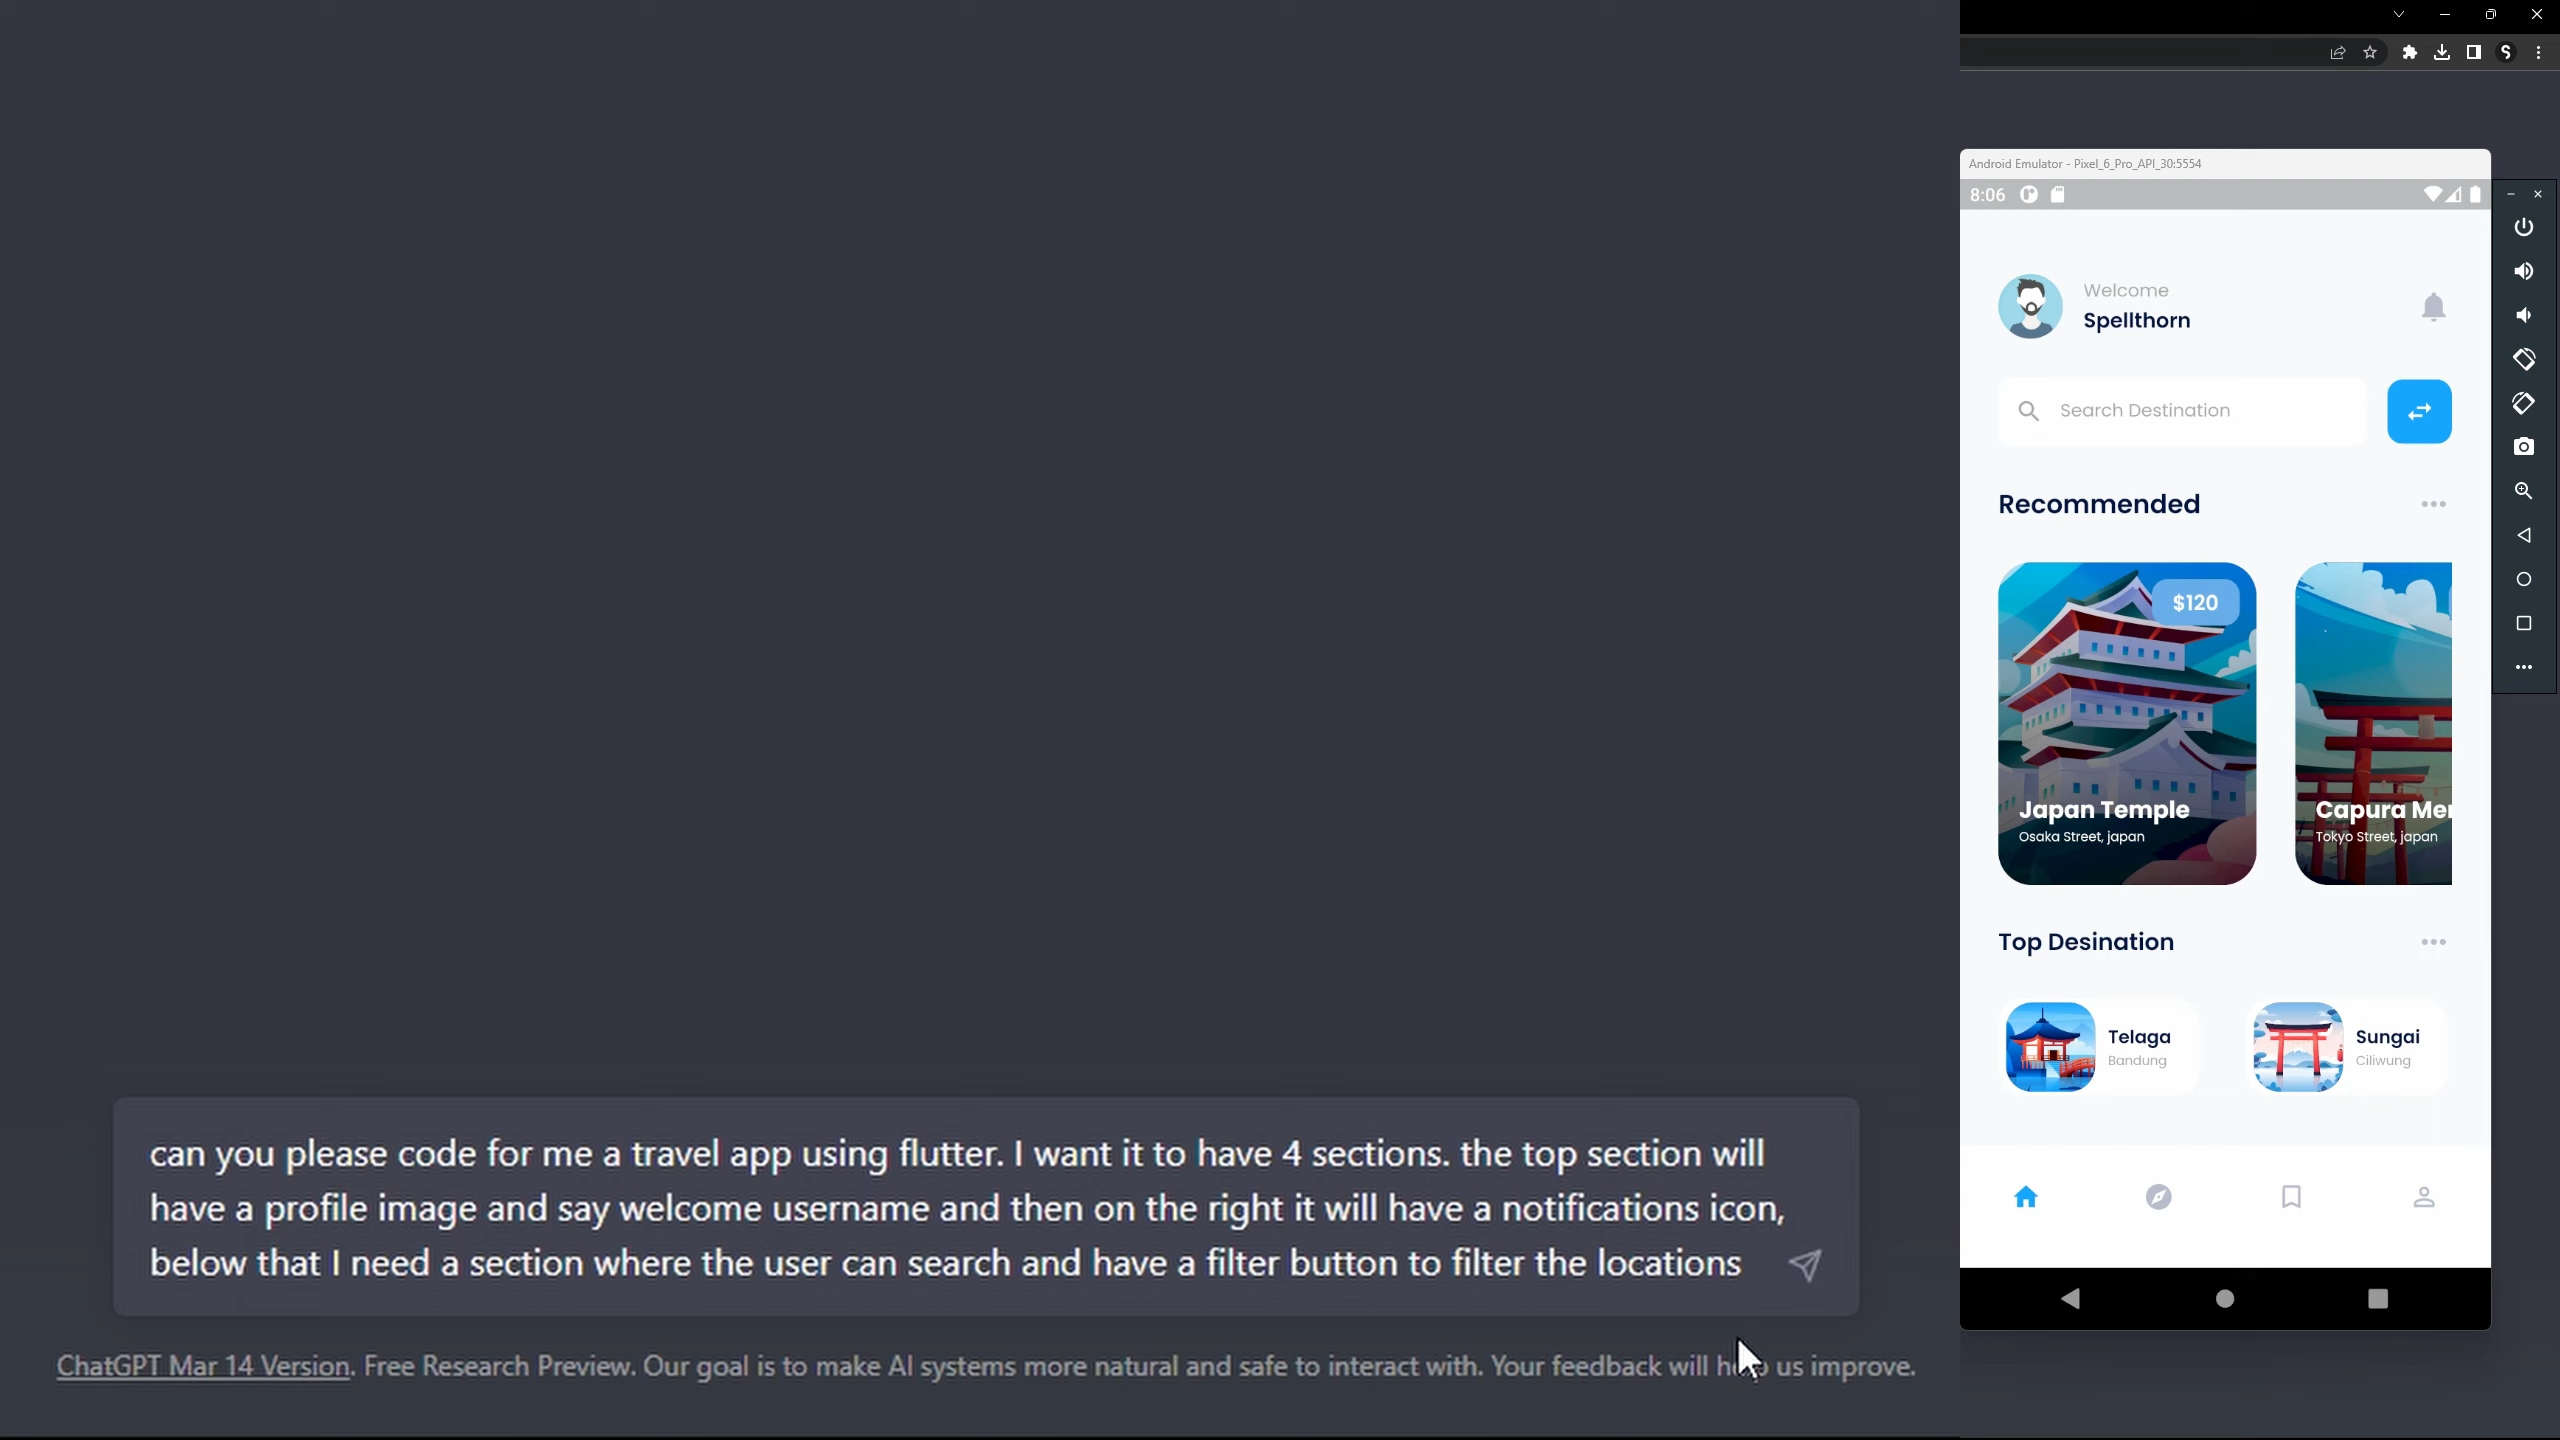 can you please code for me a travel app using flutter. I want it to have 4 sections. the top section will
have a profile image and say welcome username and then on the right it will have a notifications icon,
below that I need a section where the user can search and have a filter button to filter the locations
ChatGPT Mar 14 Version. Free Research Preview. Our goal is to make AI systems more natural and safe to interact with. Your feedback will help us improve.
Android Emulator - Pixel_6_Pro_API_30:5554
8:06
Welcome
Spellthorn
Search Destination
Recommended
$120
Japan Temple
Osaka Street, japan
Capura Mer
Tokyo Street, japan
Top Desination
Telaga
Bandung
Sungai
Ciliwung